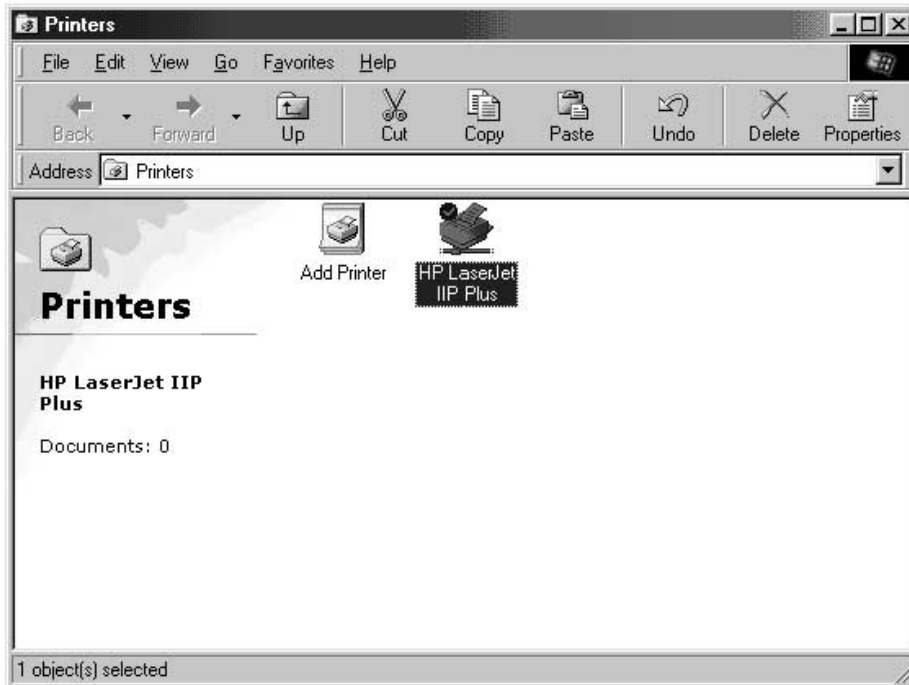 Printers
File Edit View Go Favorites Help
Back Forward Up Cut Copy Paste Undo Delete Properties
Address Printers
Printers
HP LaserJet IIP
Plus
Documents: 0
Add Printer
HP LaserJet
IIP Plus
1 object(s) selected